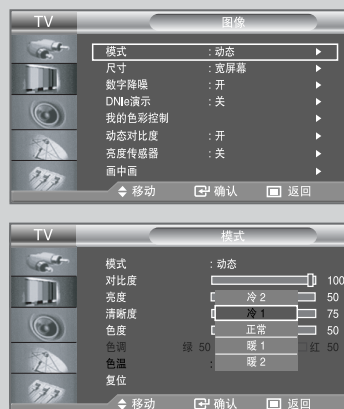 TV 图像
模式 : 动态
尺寸 : 宽屏幕
数字降噪 : 开
DNIe演示 : 关
我的色彩控制
动态对比度 : 开
亮度传感器 : 关
画中画
移动 确认 返回
TV 模式
模式 : 动态
对比度 100
亮度 冷 2 50
清晰度 冷 1 75
色度 正常 50
色调 绿 50 暖 1 红 50
色温 : 暖 2
复位
移动 确认 返回